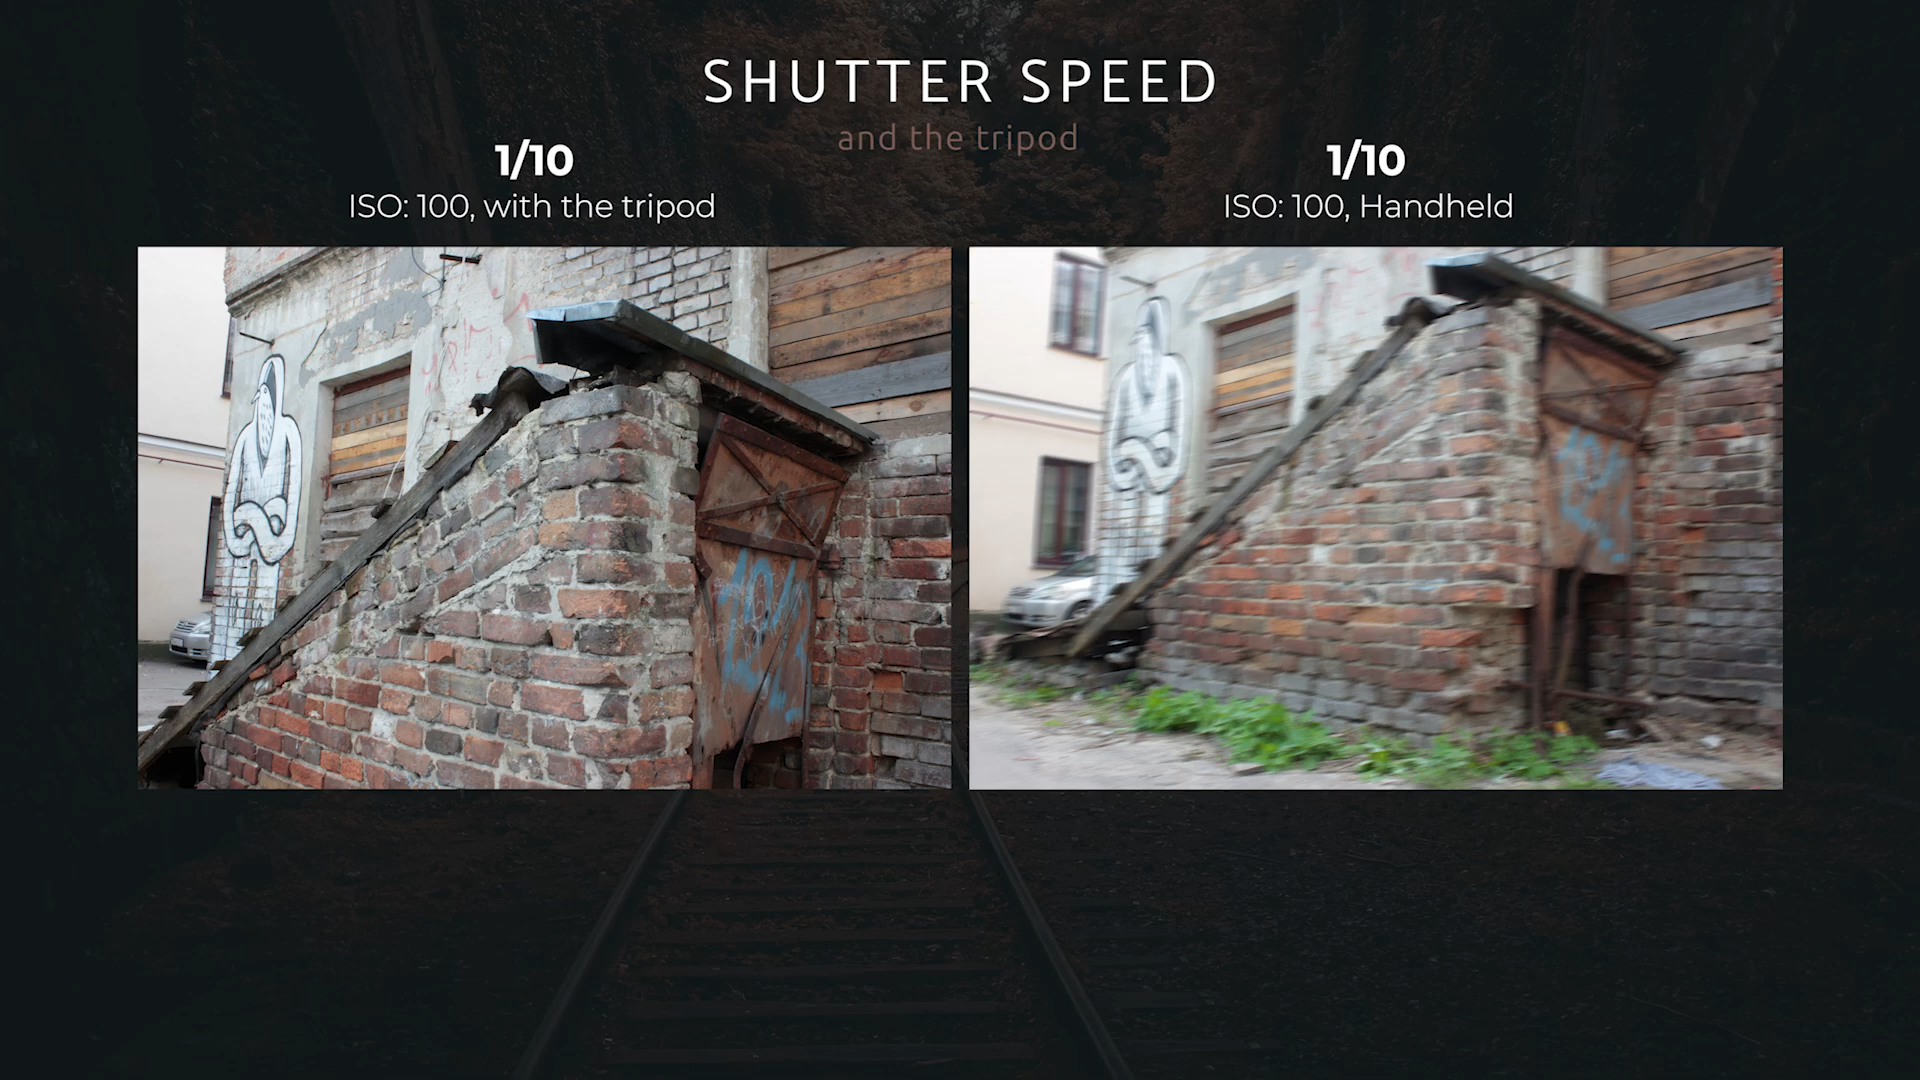 SHUTTER SPEED
and the tripod
1/10
ISO: 100, with the tripod
1/10
ISO: 100, Handheld